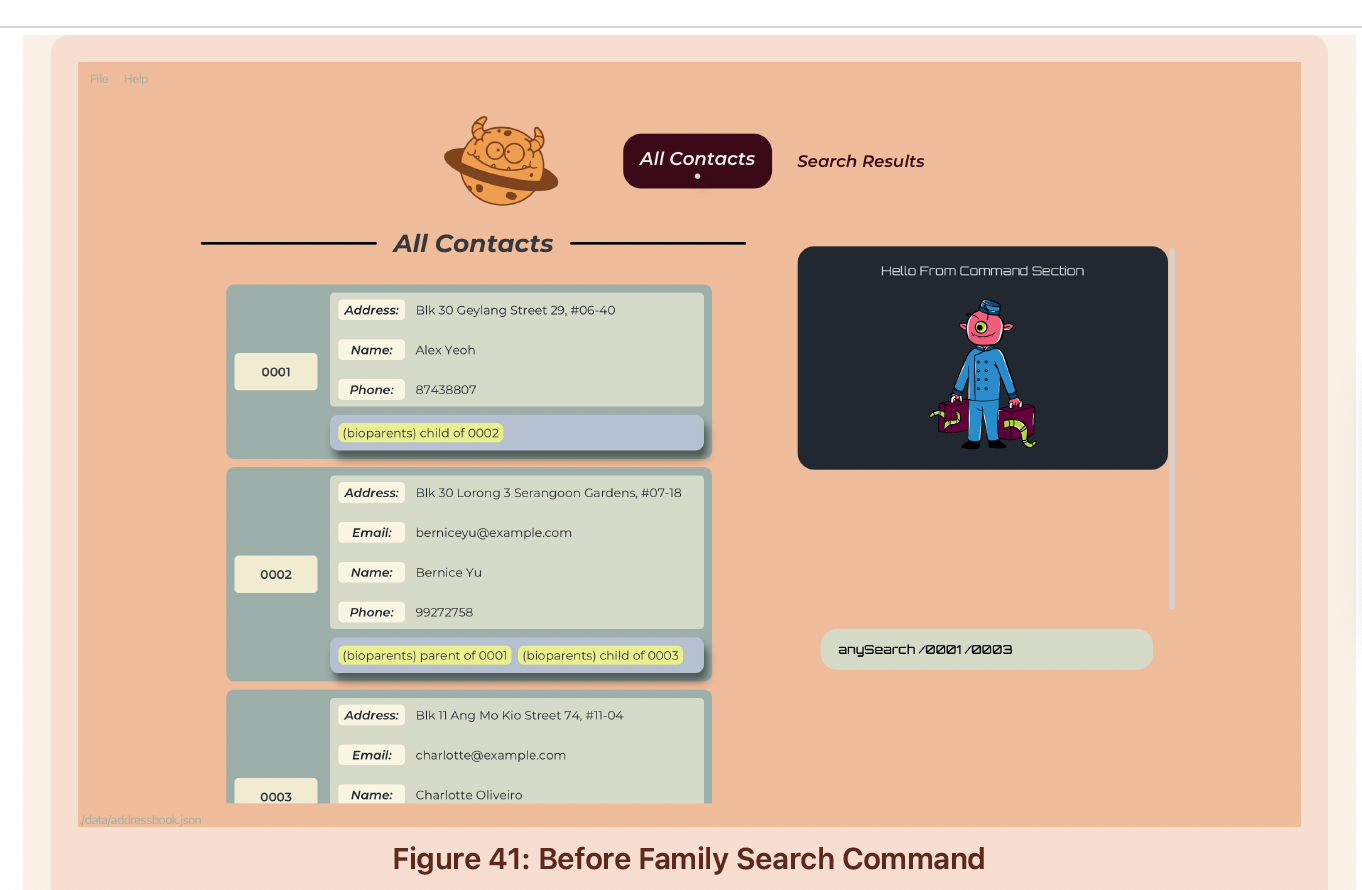 File Help
All Contacts
Search Results
All Contacts
0001
Address: Blk 30 Geylang Street 29, #06-40
Name: Alex Yeoh
Phone: 87438807
(bioparents) child of 0002
0002
Address: Blk 30 Lorong 3 Serangoon Gardens, #07-18
Email: berniceyu@example.com
Name: Bernice Yu
Phone: 99272758
(bioparents) parent of 0001 (bioparents) child of 0003
0003
Address: Blk 11 Ang Mo Kio Street 74, #11-04
Email: charlotte@example.com
Name: Charlotte Oliveiro
Hello From Command Section
anySearch /0001 /0003
./data/addressbook.json
Figure 41: Before Family Search Command